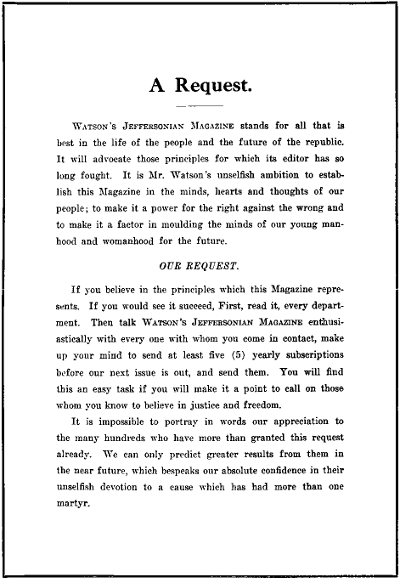 A Request.
WATSON'S JEFFERSONIAN MAGAZINE stands for all that is
best in the life of the people and the future of the republic.
It will advocate those principles for which its editor has so
long fought. It is Mr. Watson's unselfish ambition to estab-
lish this Magazine in the minds, hearts and thoughts of our
people; to make it a power for the right against the wrong and
to make it a factor in moulding the minds of our young man-
hood and womanhood for the future.
OUR REQUEST.
If you believe in the principles which this Magazine repre-
sents. If you would see it succeed, First, read it, every depart-
ment. Then talk WATSON'S JEFFERSONIAN MAGAZINE enthusi-
astically with every one with whom you come in contact, make
up your mind to send at least five (5) yearly subscriptions
before our next issue is out, and send them. You will find
this an easy task if you will make it a point to call on those
whom you know to believe in justice and freedom.
It is impossible to portray in words our appreciation to
the many hundreds who have more than granted this request
already. We can only predict greater results from them in
the near future, which bespeaks our absolute confidence in their
unselfish devotion to a cause which has had more than one
martyr.